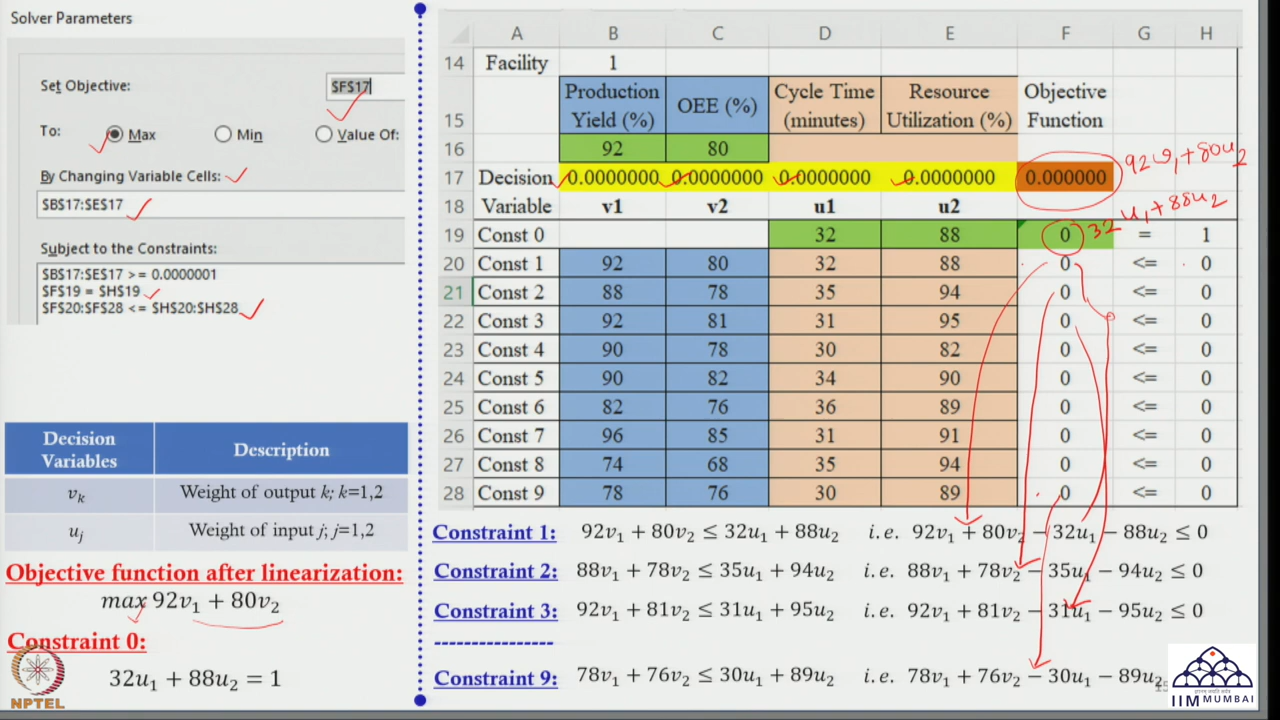 Solver Parameters
Set Objective: $F$17
To: Max Min Value Of:
By Changing Variable Cells:
$B$17:$E$17
Subject to the Constraints:
$B$17:$E$17 >= 0.0000001
$F$19 = $H$19
$F$20:$F$28 <= $H$20:$H$28
Decision Variables Description
vk Weight of output k; k=1,2
uj Weight of input j; j=1,2
Objective function after linearization:
max 92v1 + 80v2
Constraint 0:
32u1 + 88u2 = 1
NPTEL
A B C D E F G H
14 Facility 1
15 Production Yield (%) OEE (%) Cycle Time (minutes) Resource Utilization (%) Objective Function
16 92 80
17 Decision 0.0000000 0.0000000 0.0000000 0.0000000 0.000000
92v1+80u2
18 Variable v1 v2 u1 u2
32u1+88u2
19 Const 0 32 88 0 = 1
20 Const 1 92 80 32 88 0 <= 0
21 Const 2 88 78 35 94 0 <= 0
22 Const 3 92 81 31 95 0 <= 0
23 Const 4 90 78 30 82 0 <= 0
24 Const 5 90 82 34 90 0 <= 0
25 Const 6 82 76 36 89 0 <= 0
26 Const 7 96 85 31 91 0 <= 0
27 Const 8 74 68 35 94 0 <= 0
28 Const 9 78 76 30 89 0 <= 0
Constraint 1: 92v1 + 80v2 ≤ 32u1 + 88u2 i.e. 92v1 + 80v2 − 32u1 − 88u2 ≤ 0
Constraint 2: 88v1 + 78v2 ≤ 35u1 + 94u2 i.e. 88v1 + 78v2 − 35u1 − 94u2 ≤ 0
Constraint 3: 92v1 + 81v2 ≤ 31u1 + 95u2 i.e. 92v1 + 81v2 − 31u1 − 95u2 ≤ 0
----------------
Constraint 9: 78v1 + 76v2 ≤ 30u1 + 89u2 i.e. 78v1 + 76v2 − 30u1 − 89u2
IIM MUMBAI